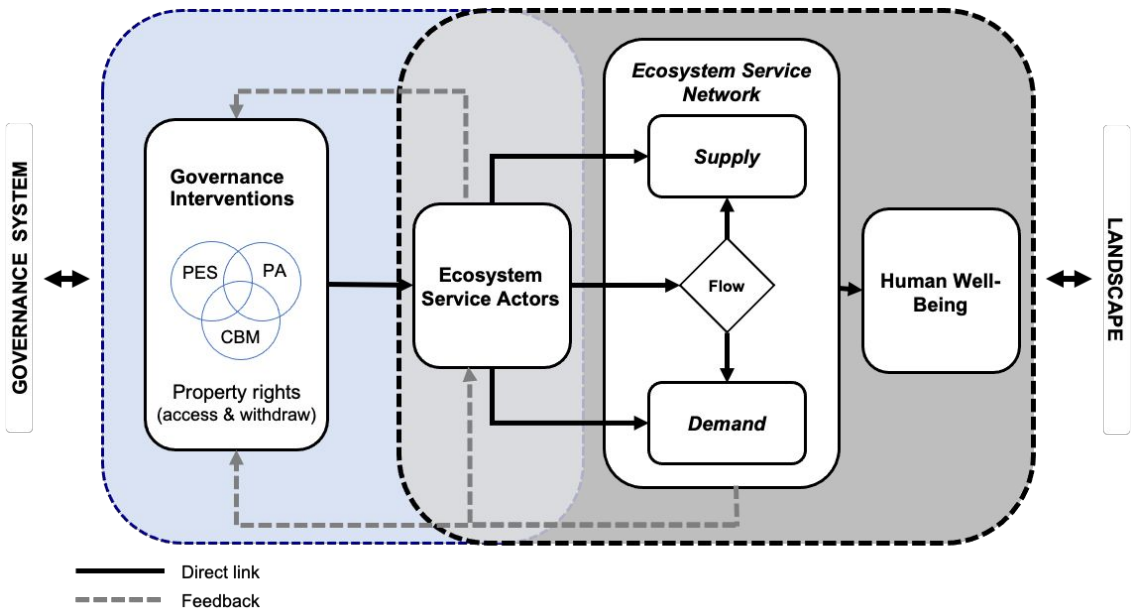 GOVERNANCE SYSTEM
Governance
Interventions
PES
PA
CBM
Property rights
(access & withdraw)
Ecosystem
Service Actors
Ecosystem Service
Network
Supply
Flow
Demand
Human Well-
Being
LANDSCAPE
Direct link
Feedback